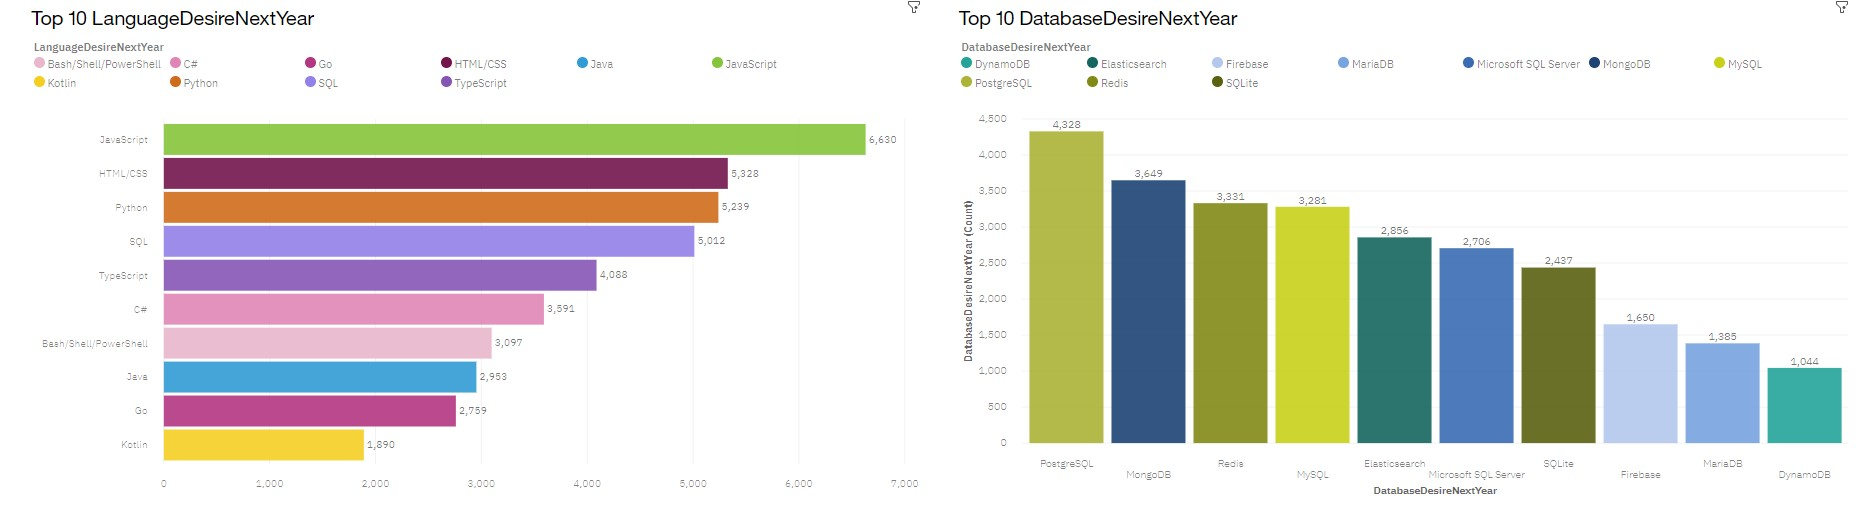 Top 10 LanguageDesireNextYear
LanguageDesireNextYear
Bash/Shell/PowerShell C# Go HTML/CSS Java JavaScript
Kotlin Python SQL TypeScript
JavaScript 6,630
HTML/CSS 5,328
Python 5,239
SQL 5,012
TypeScript 4,088
C# 3,591
Bash/Shell/PowerShell 3,097
Java 2,953
Go 2,759
Kotlin 1,890
0 1,000 2,000 3,000 4,000 5,000 6,000 7,000
Top 10 DatabaseDesireNextYear
DatabaseDesireNextYear
DynamoDB Elasticsearch Firebase MariaDB Microsoft SQL Server MongoDB MySQL
PostgreSQL Redis SQLite
DatabaseDesireNextYear (Count)
4,500
4,000
3,500
3,000
2,500
2,000
1,500
1,000
500
0
4,328
3,649
3,331
3,281
2,856
2,706
2,437
1,650
1,385
1,044
PostgreSQL MongoDB Redis MySQL Elasticsearch Microsoft SQL Server SQLite Firebase MariaDB DynamoDB
DatabaseDesireNextYear